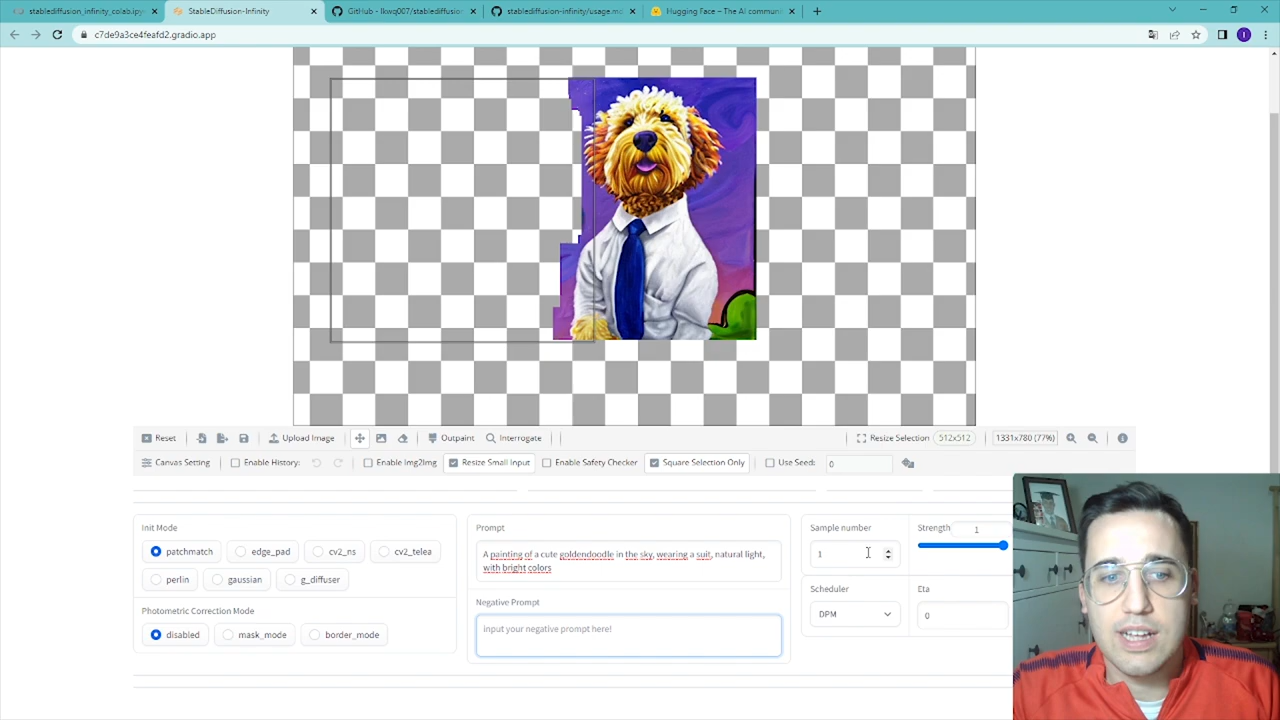 stablediffusion_infinity_colab.ipy
StableDiffusion-Infinity
GitHub - lkwq007/stablediffusion
stablediffusion-infinity/usage.mo
Hugging Face – The AI communi
c7de9a3ce4feafd2.gradio.app
Reset
Upload Image
Outpaint
Interrogate
Resize Selection
512x512
1331x780 (77%)
Canvas Setting
Enable History:
Enable Img2Img
Resize Small Input
Enable Safety Checker
Square Selection Only
Use Seed:
0
Init Mode
patchmatch
edge_pad
cv2_ns
cv2_telea
perlin
gaussian
g_diffuser
Photometric Correction Mode
disabled
mask_mode
border_mode
Prompt
A painting of a cute goldendoodle in the sky, wearing a suit, natural light,
with bright colors
Negative Prompt
input your negative prompt here!
Sample number
1
Strength
1
Scheduler
DPM
Eta
0